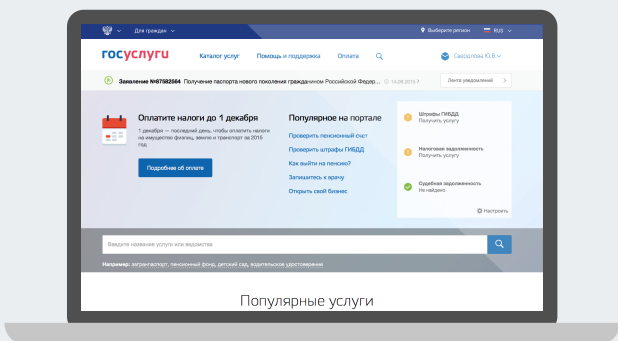 Для граждан
Выберите регион
RUS
госуслуги
Каталог услуг
Помощь и поддержка
Оплата
Свердлова Ю.В
Заявление №87582564 Получение паспорта нового поколения гражданином Российской Федер...
14.09.2015
Лента уведомлений
Оплатите налоги до 1 декабря
1 декабря — последний день, чтобы оплатить налоги
на имущество физлиц, землю и транспорт за 2015
год
Подробнее об оплате
Популярное на портале
Проверить пенсионный счет
Проверить штрафы ГИБДД
Как выйти на пенсию?
Запишитесь к врачу
Открыть свой бизнес
Штрафы ГИБДД
Получить услугу
Налоговая задолженность
Получить услугу
Судебная задолженность
Не найдено
Настроить
Введите название услуги или ведомства
Например: загранпаспорт, пенсионный фонд, детский сад, водительское удостоверение
Популярные услуги